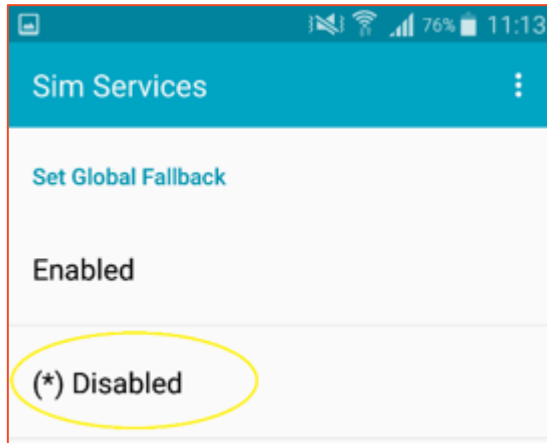 76% 11:13
Sim Services
Set Global Fallback
Enabled
(*) Disabled